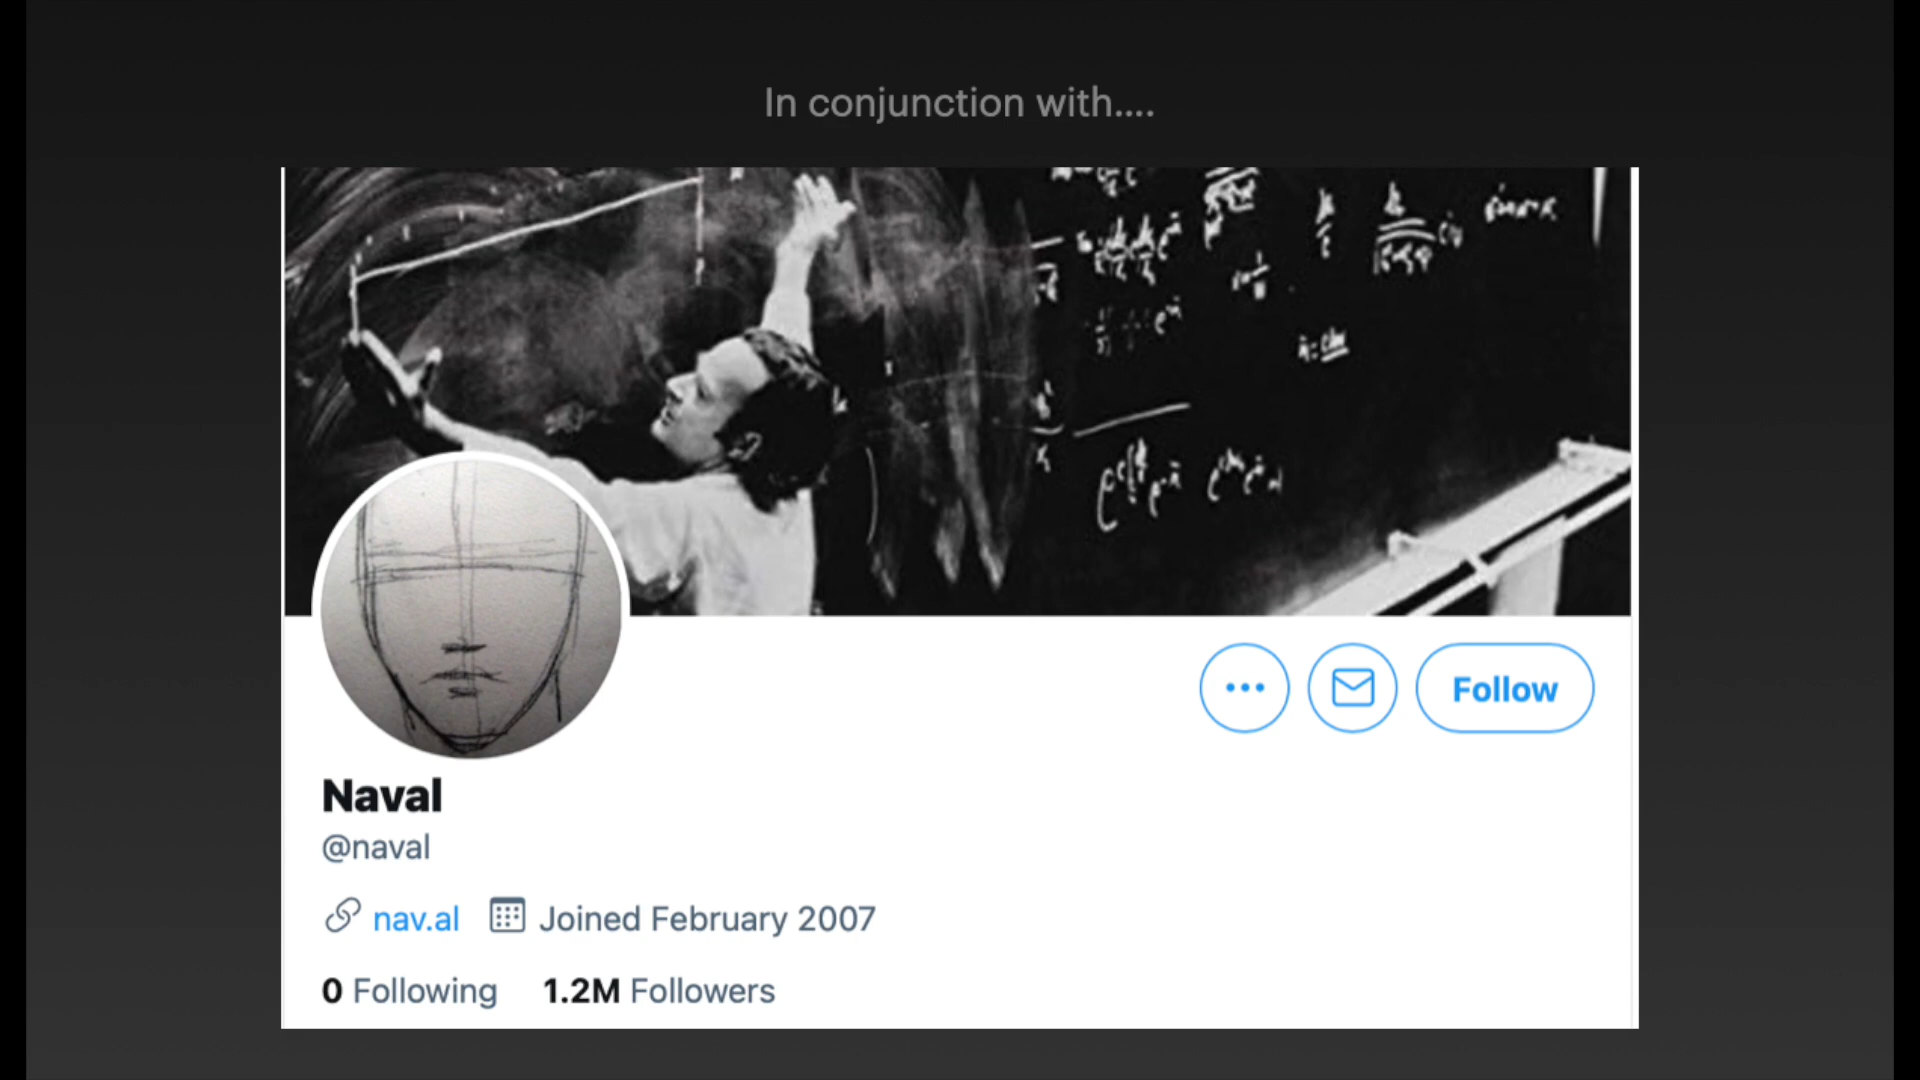 In conjunction with....
Follow
Naval
@naval
nav.al Joined February 2007
0 Following 1.2M Followers